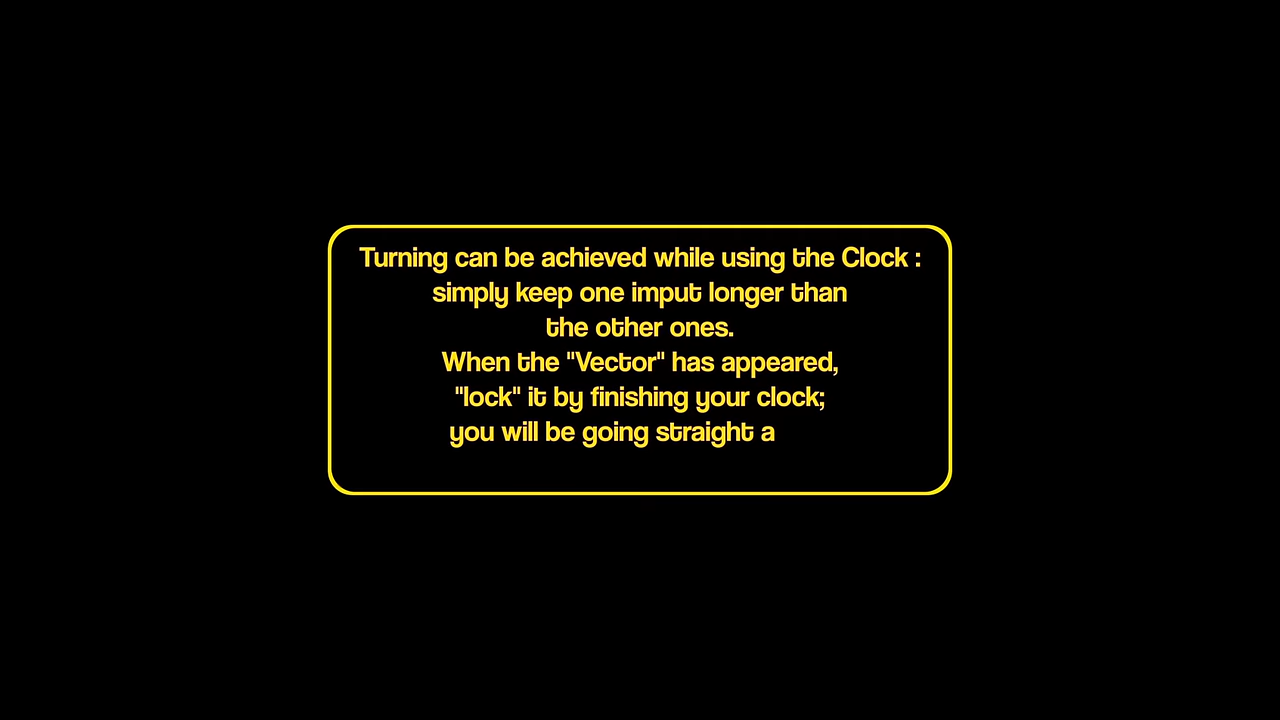 Turning can be achieved while using the Clock :
simply keep one imput longer than
the other ones.
When the "Vector" has appeared,
"lock" it by finishing your clock;
you will be going straight a